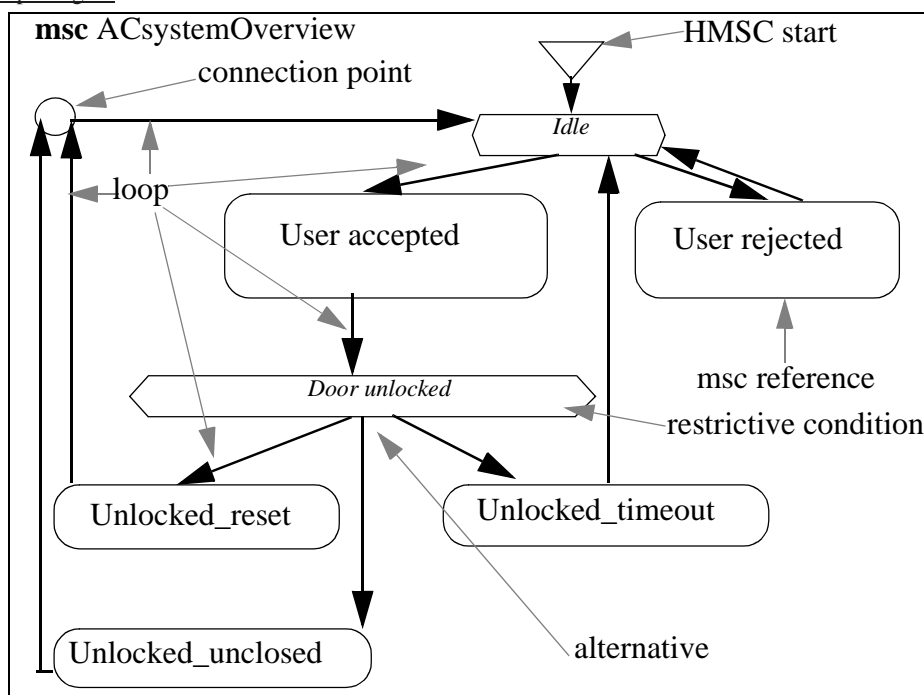 msc ACsystemOverview
HMSC start
connection point
Idle
loop
User accepted
User rejected
msc reference
Door unlocked
restrictive condition
Unlocked_reset
Unlocked_timeout
Unlocked_unclosed
alternative